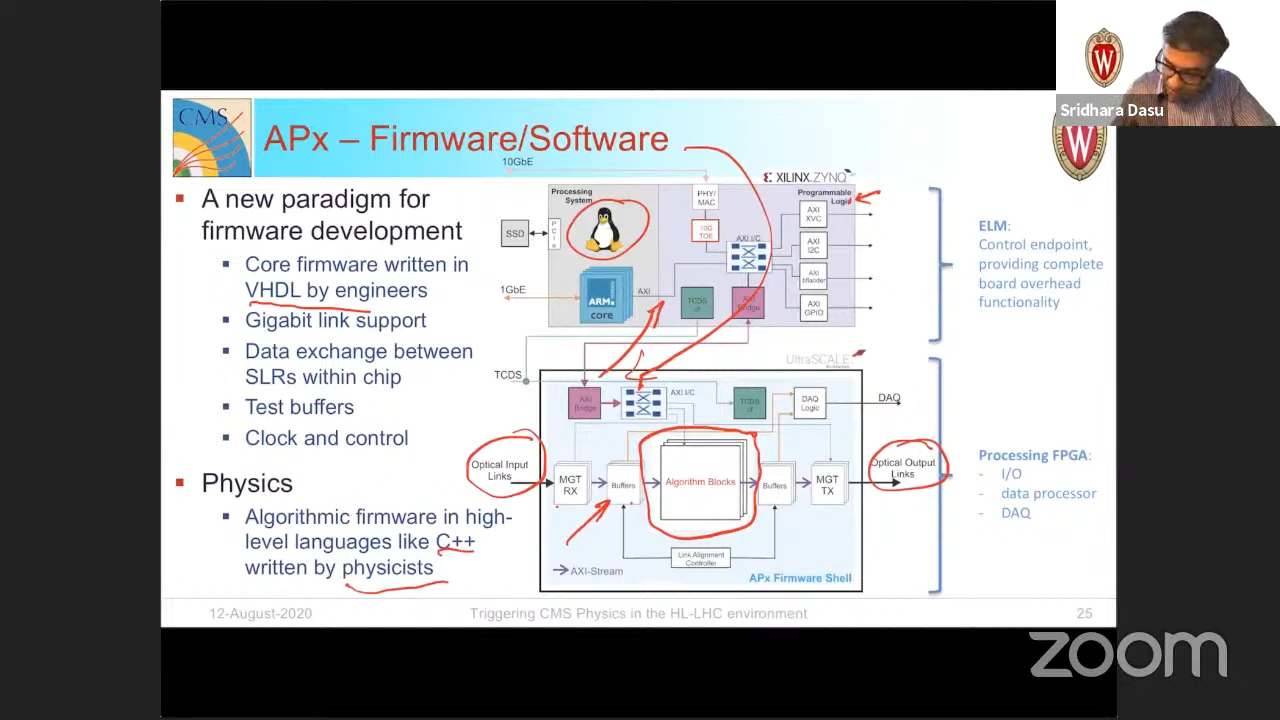 W
Sridhara Dasu
W
CMS
APx – Firmware/Software
A new paradigm for
firmware development
Core firmware written in
VHDL by engineers
Gigabit link support
Data exchange between
SLRs within chip
Test buffers
Clock and control
Physics
Algorithmic firmware in high-
level languages like C++
written by physicists
10GbE
XILINX ZYNQ
Processing
System
PHY/
MAC
Programmable
Logic
SSD
PCIe
10G
TOE
AXI I/C
AXI
XVC
AXI
I2C
1GbE
ARM
core
AXI
TCDS
AXI
Bridge
AXI
GPIO
ELM:
Control endpoint,
providing complete
board overhead
functionality
UltraSCALE
Architecture
TCDS
AXI
Bridge
AXI I/C
TCDS
DAQ
Logic
DAQ
Optical Input
Links
MGT
RX
Buffers
Algorithm Blocks
Buffers
MGT
TX
Optical Output
Links
Link Alignment
Controller
AXI-Stream
APx Firmware Shell
Processing FPGA:
- I/O
- data processor
- DAQ
12-August-2020
Triggering CMS Physics in the HL-LHC environment
25
zoom